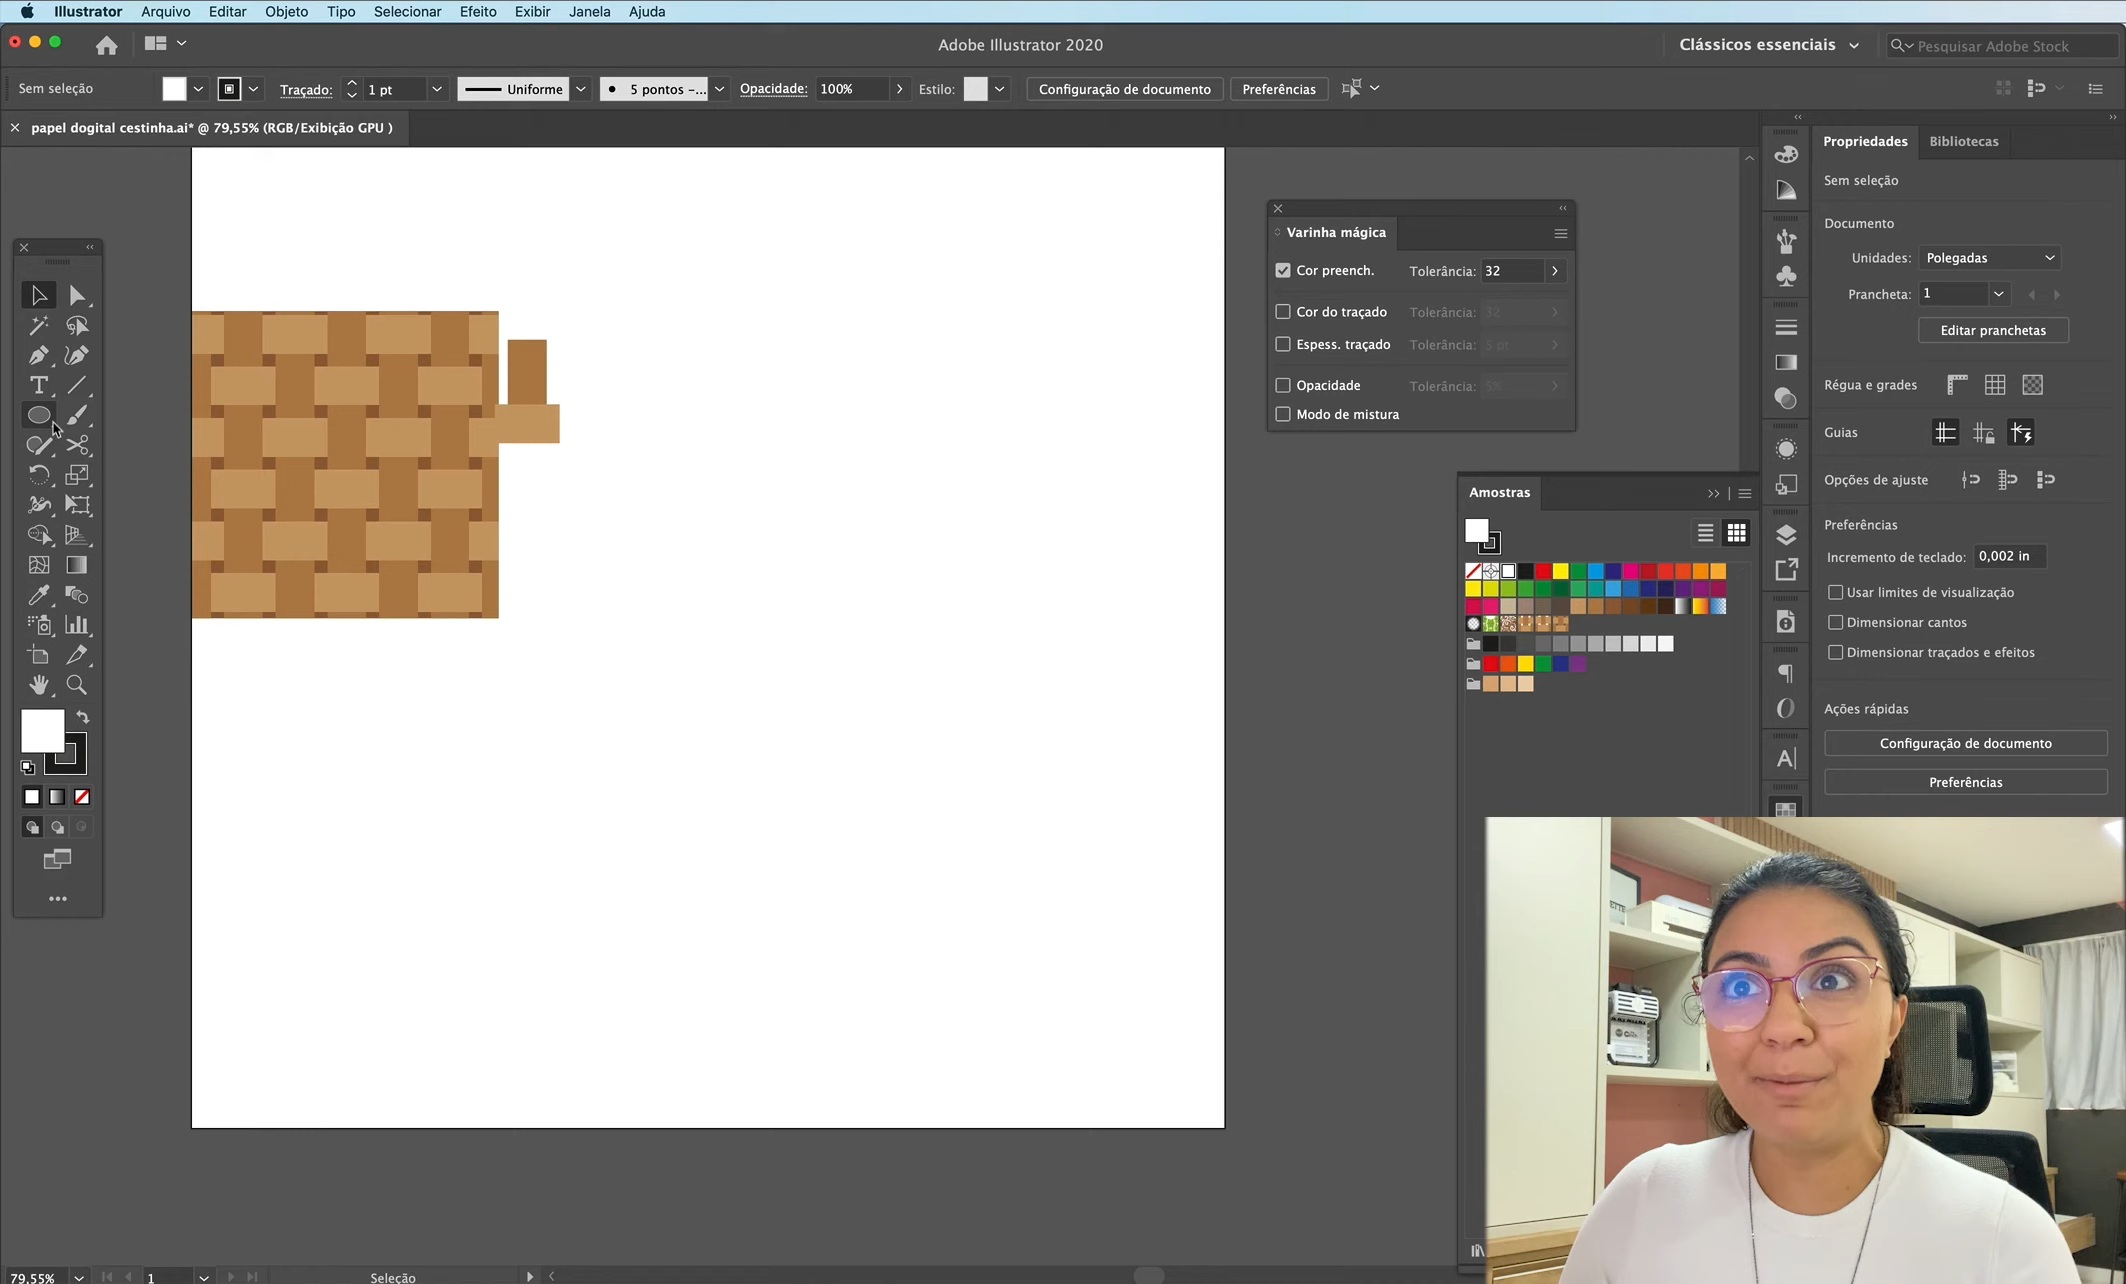 Illustrator Arquivo Editar Objeto Tipo Selecionar Efeito Exibir Janela Ajuda
Adobe Illustrator 2020
Clássicos essenciais
Pesquisar Adobe Stock
Sem seleção
Traçado: 1 pt
Uniforme
5 pontos -...
Opacidade: 100%
Estilo:
Configuração de documento
Preferências
papel dogital cestinha.ai* @ 79,55% (RGB/Exibição GPU )
Varinha mágica
Cor preench. Tolerância: 32
Cor do traçado Tolerância: 32
Espess. traçado Tolerância: 5 pt
Opacidade Tolerância: 5%
Modo de mistura
Amostras
Propriedades Bibliotecas
Sem seleção
Documento
Unidades: Polegadas
Prancheta: 1
Editar pranchetas
Régua e grades
Guias
Opções de ajuste
Preferências
Incremento de teclado: 0,002 in
Usar limites de visualização
Dimensionar cantos
Dimensionar traçados e efeitos
Ações rápidas
Configuração de documento
Preferências
79,55% 1 Seleção